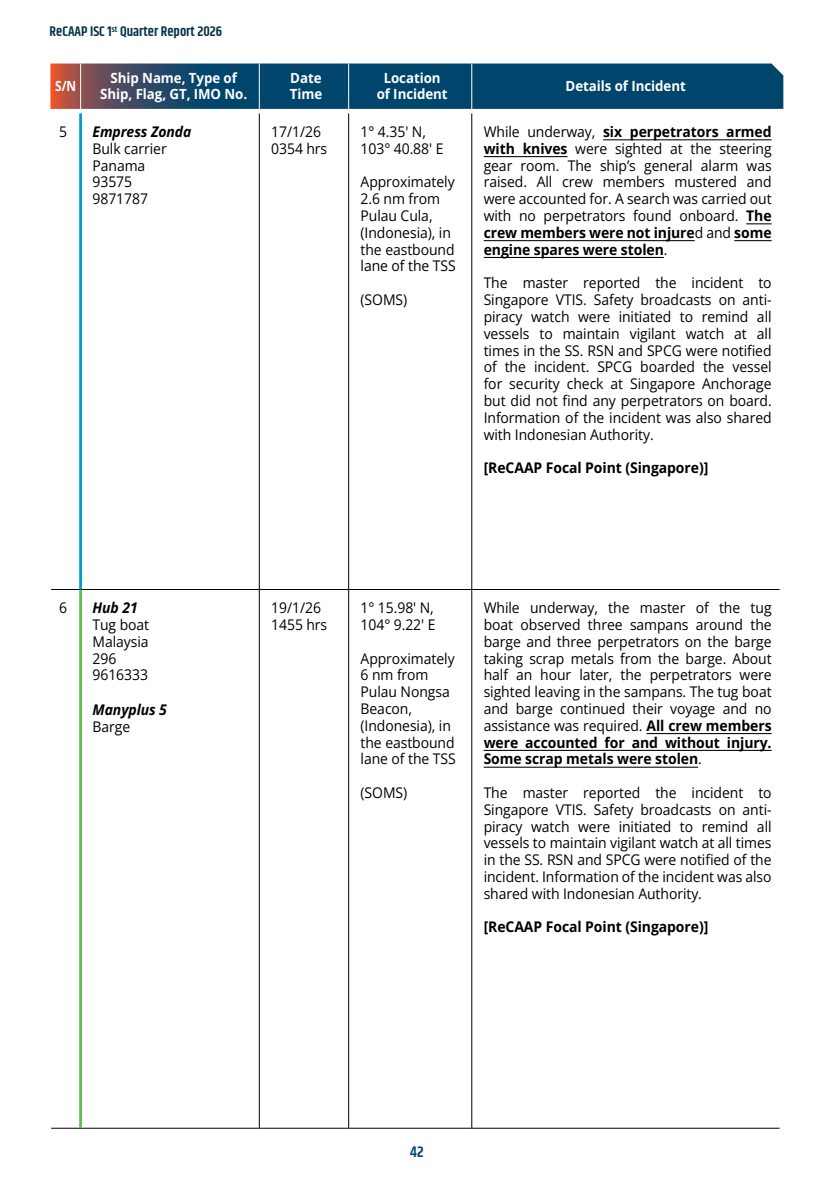 ReCAAP ISC 1st Quarter Report 2026
S/N
Ship Name, Type of
Ship, Flag, GT, IMO No.
Date
Time
Location
of Incident
Details of Incident
5
Empress Zonda
Bulk carrier
Panama
93575
9871787
17/1/26
0354 hrs
1° 4.35' N,
103° 40.88' E
Approximately
2.6 nm from
Pulau Cula,
(Indonesia), in
the eastbound
lane of the TSS
(SOMS)
While underway, six perpetrators armed
with knives were sighted at the steering
gear room. The ship's general alarm was
raised. All crew members mustered and
were accounted for. A search was carried out
with no perpetrators found onboard. The
crew members were not injured and some
engine spares were stolen.
The master reported the incident to
Singapore VTIS. Safety broadcasts on anti-
piracy watch were initiated to remind all
vessels to maintain vigilant watch at all
times in the SS. RSN and SPCG were notified
of the incident. SPCG boarded the vessel
for security check at Singapore Anchorage
but did not find any perpetrators on board.
Information of the incident was also shared
with Indonesian Authority.
[ReCAAP Focal Point (Singapore)]
6
Hub 21
Tug boat
Malaysia
296
9616333
Manyplus 5
Barge
19/1/26
1455 hrs
1° 15.98' N,
104° 9.22' E
Approximately
6 nm from
Pulau Nongsa
Beacon,
(Indonesia), in
the eastbound
lane of the TSS
(SOMS)
While underway, the master of the tug
boat observed three sampans around the
barge and three perpetrators on the barge
taking scrap metals from the barge. About
half an hour later, the perpetrators were
sighted leaving in the sampans. The tug boat
and barge continued their voyage and no
assistance was required. All crew members
were accounted for and without injury.
Some scrap metals were stolen.
The master reported the incident to
Singapore VTIS. Safety broadcasts on anti-
piracy watch were initiated to remind all
vessels to maintain vigilant watch at all times
in the SS. RSN and SPCG were notified of the
incident. Information of the incident was also
shared with Indonesian Authority.
[ReCAAP Focal Point (Singapore)]
42